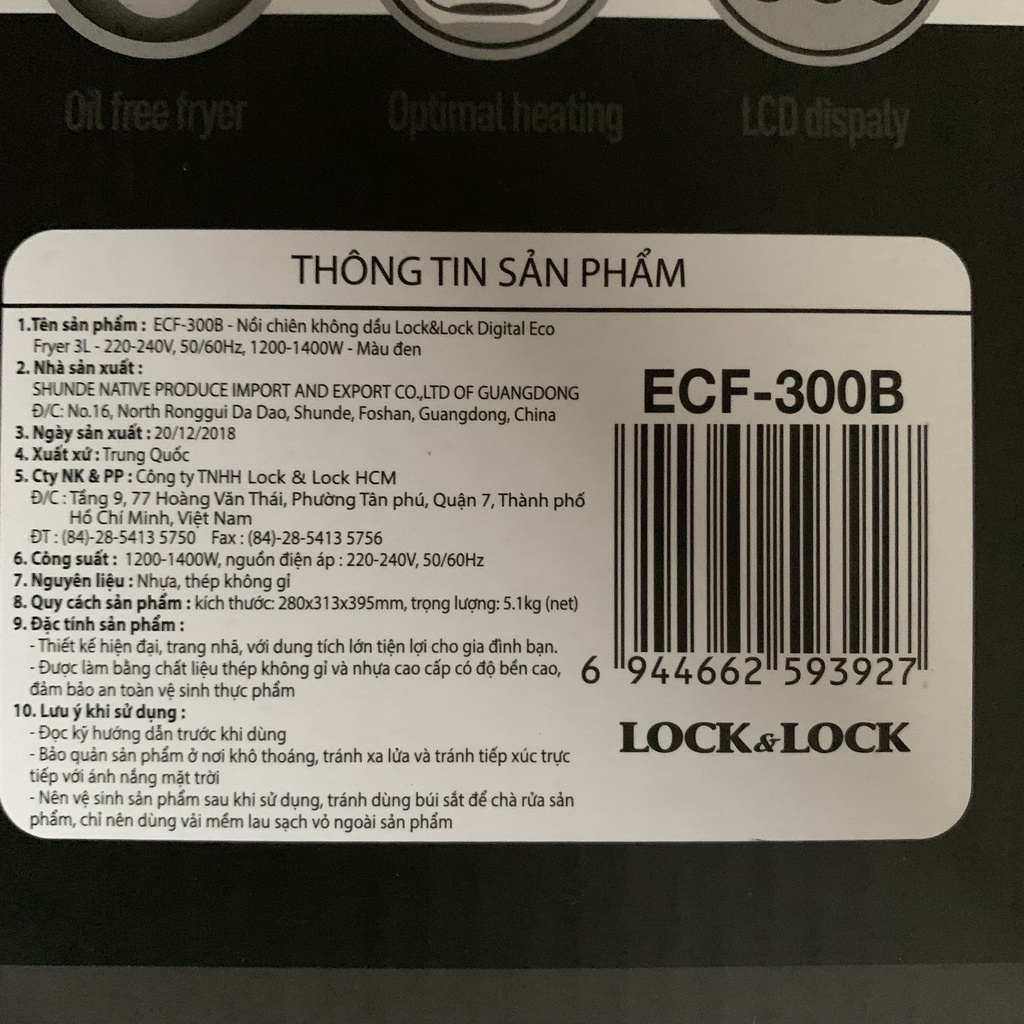 Oil free fryer
Optimal heating
LCD dispaly
THÔNG TIN SẢN PHẨM
1.Tên sản phẩm : ECF-300B - Nồi chiên không dầu Lock&Lock Digital Eco
Fryer 3L - 220-240V, 50/60Hz, 1200-1400W - Màu đen
2. Nhà sản xuất :
SHUNDE NATIVE PRODUCE IMPORT AND EXPORT CO.,LTD OF GUANGDONG
Đ/C: No.16, North Ronggui Da Dao, Shunde, Foshan, Guangdong, China
3. Ngày sản xuất : 20/12/2018
4. Xuất xứ : Trung Quốc
5. Cty NK & PP : Công ty TNHH Lock & Lock HCM
Đ/C : Tầng 9, 77 Hoàng Văn Thái, Phường Tân phú, Quận 7, Thành phố
Hồ Chí Minh, Việt Nam
ĐT : (84)-28-5413 5750 Fax : (84)-28-5413 5756
6. Công suất : 1200-1400W, nguồn điện áp : 220-240V, 50/60Hz
7. Nguyên liệu : Nhựa, thép không gỉ
8. Quy cách sản phẩm : kích thước: 280x313x395mm, trọng lượng: 5.1kg (net)
9. Đặc tính sản phẩm :
- Thiết kế hiện đại, trang nhã, với dung tích lớn tiện lợi cho gia đình bạn.
- Được làm bằng chất liệu thép không gỉ và nhựa cao cấp có độ bền cao,
đảm bảo an toàn vệ sinh thực phẩm
10. Lưu ý khi sử dụng :
- Đọc kỹ hướng dẫn trước khi dùng
- Bảo quản sản phẩm ở nơi khô thoáng, tránh xa lửa và tránh tiếp xúc trực
tiếp với ánh nắng mặt trời
- Nên vệ sinh sản phẩm sau khi sử dụng, tránh dùng búi sắt để chà rửa sản
phẩm, chỉ nên dùng vải mềm lau sạch vỏ ngoài sản phẩm
ECF-300B
6 944662 593927
LOCK&LOCK